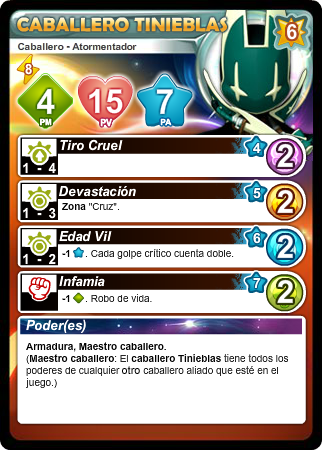 CABALLERO TINIEBLAS
6
Caballero - Atormentador
8
4
PM
15
PV
7
PA
Tiro Cruel
4
2
1 - 4
Devastación
5
2
1 - 3
Zona "Cruz".
Edad Vil
6
2
1 - 2
-1 . Cada golpe crítico cuenta doble.
Infamia
7
2
1
-1 . Robo de vida.
Poder(es)
Armadura, Maestro caballero.
(Maestro caballero: El caballero Tinieblas tiene todos los
poderes de cualquier otro caballero aliado que esté en el
juego.)